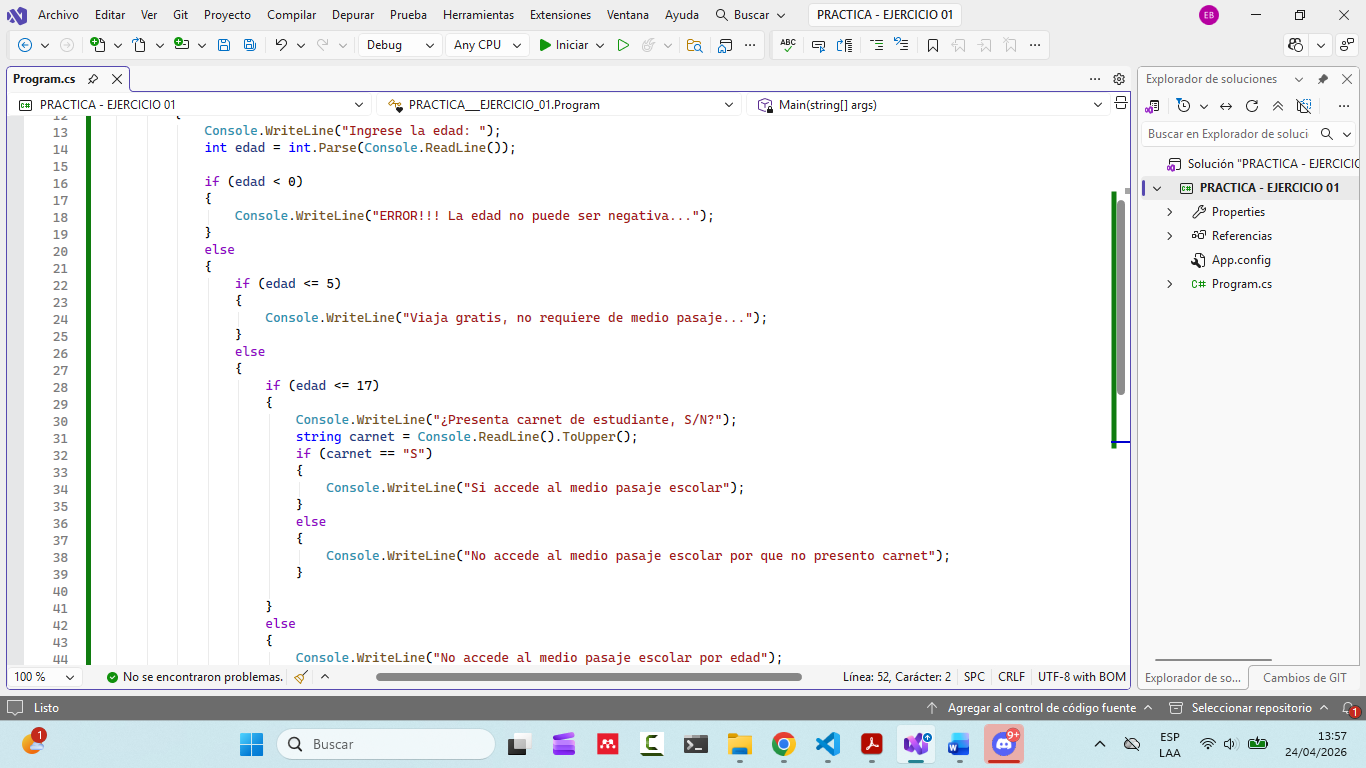 Archivo Editar Ver Git Proyecto Compilar Depurar Prueba Herramientas Extensiones Ventana Ayuda Buscar PRACTICA - EJERCICIO 01 EB
Debug Any CPU Iniciar ABC
Program.cs
PRACTICA - EJERCICIO 01 PRACTICA___EJERCICIO_01.Program Main(string[] args)
12 {
13 Console.WriteLine("Ingrese la edad: ");
14 int edad = int.Parse(Console.ReadLine());
15
16 if (edad < 0)
17 {
18 Console.WriteLine("ERROR!!! La edad no puede ser negativa...");
19 }
20 else
21 {
22 if (edad <= 5)
23 {
24 Console.WriteLine("Viaja gratis, no requiere de medio pasaje...");
25 }
26 else
27 {
28 if (edad <= 17)
29 {
30 Console.WriteLine("¿Presenta carnet de estudiante, S/N?");
31 string carnet = Console.ReadLine().ToUpper();
32 if (carnet == "S")
33 {
34 Console.WriteLine("Si accede al medio pasaje escolar");
35 }
36 else
37 {
38 Console.WriteLine("No accede al medio pasaje escolar por que no presento carnet");
39 }
40
41 }
42 else
43 {
44 Console.WriteLine("No accede al medio pasaje escolar por edad");
100 % No se encontraron problemas. Línea: 52, Carácter: 2 SPC CRLF UTF-8 with BOM
Explorador de soluciones
Buscar en Explorador de soluci
Solución "PRACTICA - EJERCICIO
C# PRACTICA - EJERCICIO 01
Properties
Referencias
App.config
C# Program.cs
Explorador de so... Cambios de GIT
Listo Agregar al control de código fuente Seleccionar repositorio 1
1 Buscar 9+ ESP LAA 13:57 24/04/2026